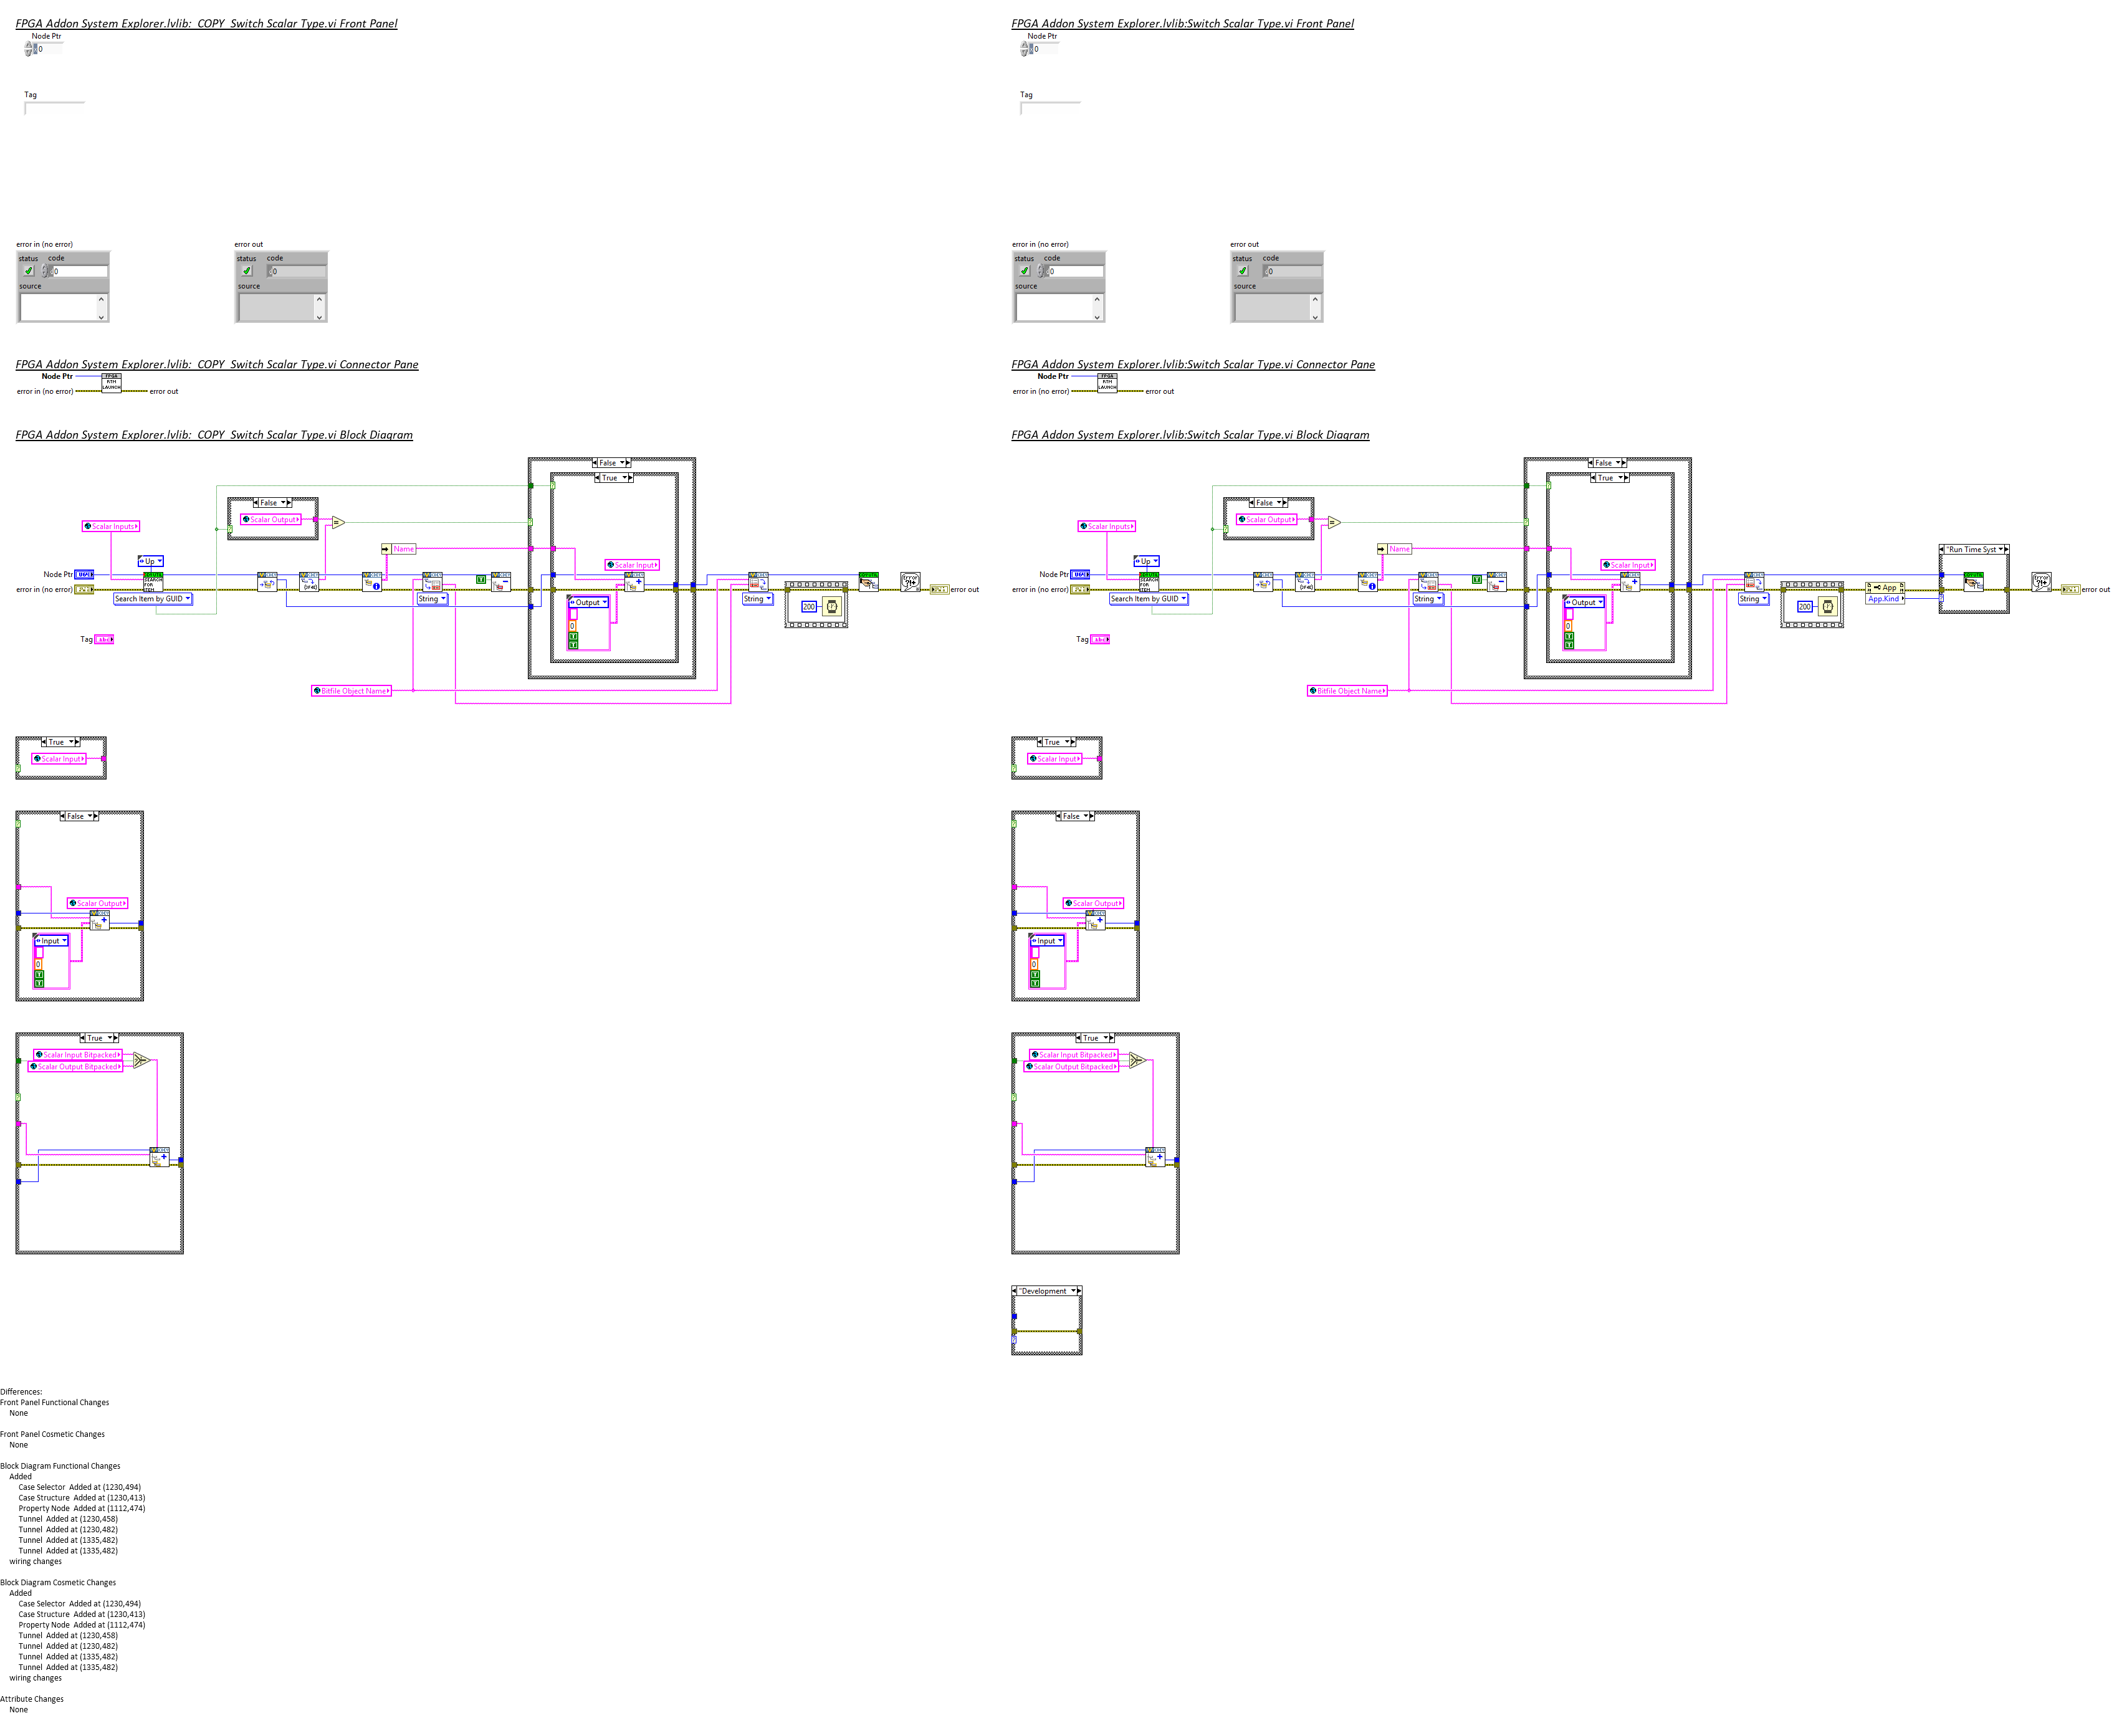 FPGA Addon System Explorer.lvlib:_COPY_Switch Scalar Type.vi Front Panel
Node Ptr
0
Tag
error in (no error)
error out
status code
0
source
status code
0
source
FPGA Addon System Explorer.lvlib:_COPY_Switch Scalar Type.vi Connector Pane
Node Ptr
error in (no error)
FPGA
RTM
LAUNCH
error out
FPGA Addon System Explorer.lvlib:_COPY_Switch Scalar Type.vi Block Diagram
False
True
False
Scalar Output
Scalar Inputs
Name
Up
Scalar Input
Node Ptr
SEARCH
FOR
ITEM
error in (no error)
error out
Search Item by GUID
String
Output
0
String
200
Tag
abc
Bitfile Object Name
True
Scalar Input
False
Scalar Output
Input
0
True
Scalar Input Bitpacked
Scalar Output Bitpacked
FPGA Addon System Explorer.lvlib:Switch Scalar Type.vi Front Panel
Node Ptr
0
Tag
error in (no error)
error out
status code
0
source
status code
0
source
FPGA Addon System Explorer.lvlib:Switch Scalar Type.vi Connector Pane
Node Ptr
error in (no error)
FPGA
RTM
LAUNCH
error out
FPGA Addon System Explorer.lvlib:Switch Scalar Type.vi Block Diagram
False
True
False
Scalar Output
Scalar Inputs
Name
"Run Time Syst
Up
Scalar Input
Node Ptr
SEARCH
FOR
ITEM
error in (no error)
App
error out
Search Item by GUID
String
Output
0
String
App.Kind
200
Tag
abc
Bitfile Object Name
True
Scalar Input
False
Scalar Output
Input
0
True
Scalar Input Bitpacked
Scalar Output Bitpacked
"Development
Differences:
Front Panel Functional Changes
None
Front Panel Cosmetic Changes
None
Block Diagram Functional Changes
Added
Case Selector Added at (1230,494)
Case Structure Added at (1230,413)
Property Node Added at (1112,474)
Tunnel Added at (1230,458)
Tunnel Added at (1230,482)
Tunnel Added at (1335,482)
Tunnel Added at (1335,482)
wiring changes
Block Diagram Cosmetic Changes
Added
Case Selector Added at (1230,494)
Case Structure Added at (1230,413)
Property Node Added at (1112,474)
Tunnel Added at (1230,458)
Tunnel Added at (1230,482)
Tunnel Added at (1335,482)
Tunnel Added at (1335,482)
wiring changes
Attribute Changes
None